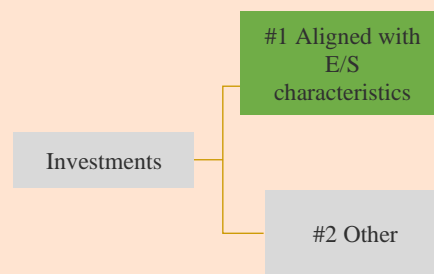 #1 Aligned with
E/S
characteristics
Investments
#2 Other